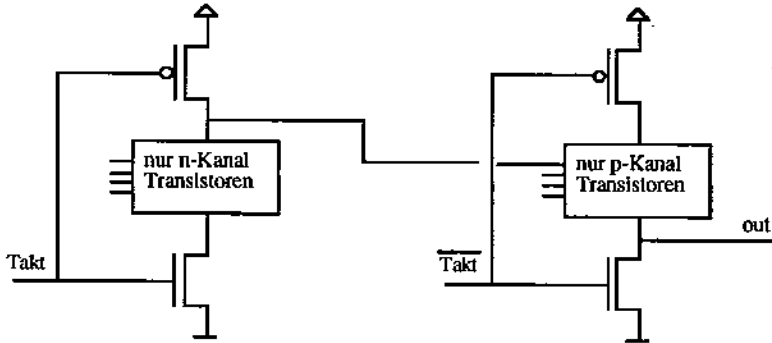 nur n-Kanal
Transistoren
nur p-Kanal
Transistoren
out
Takt
Takt